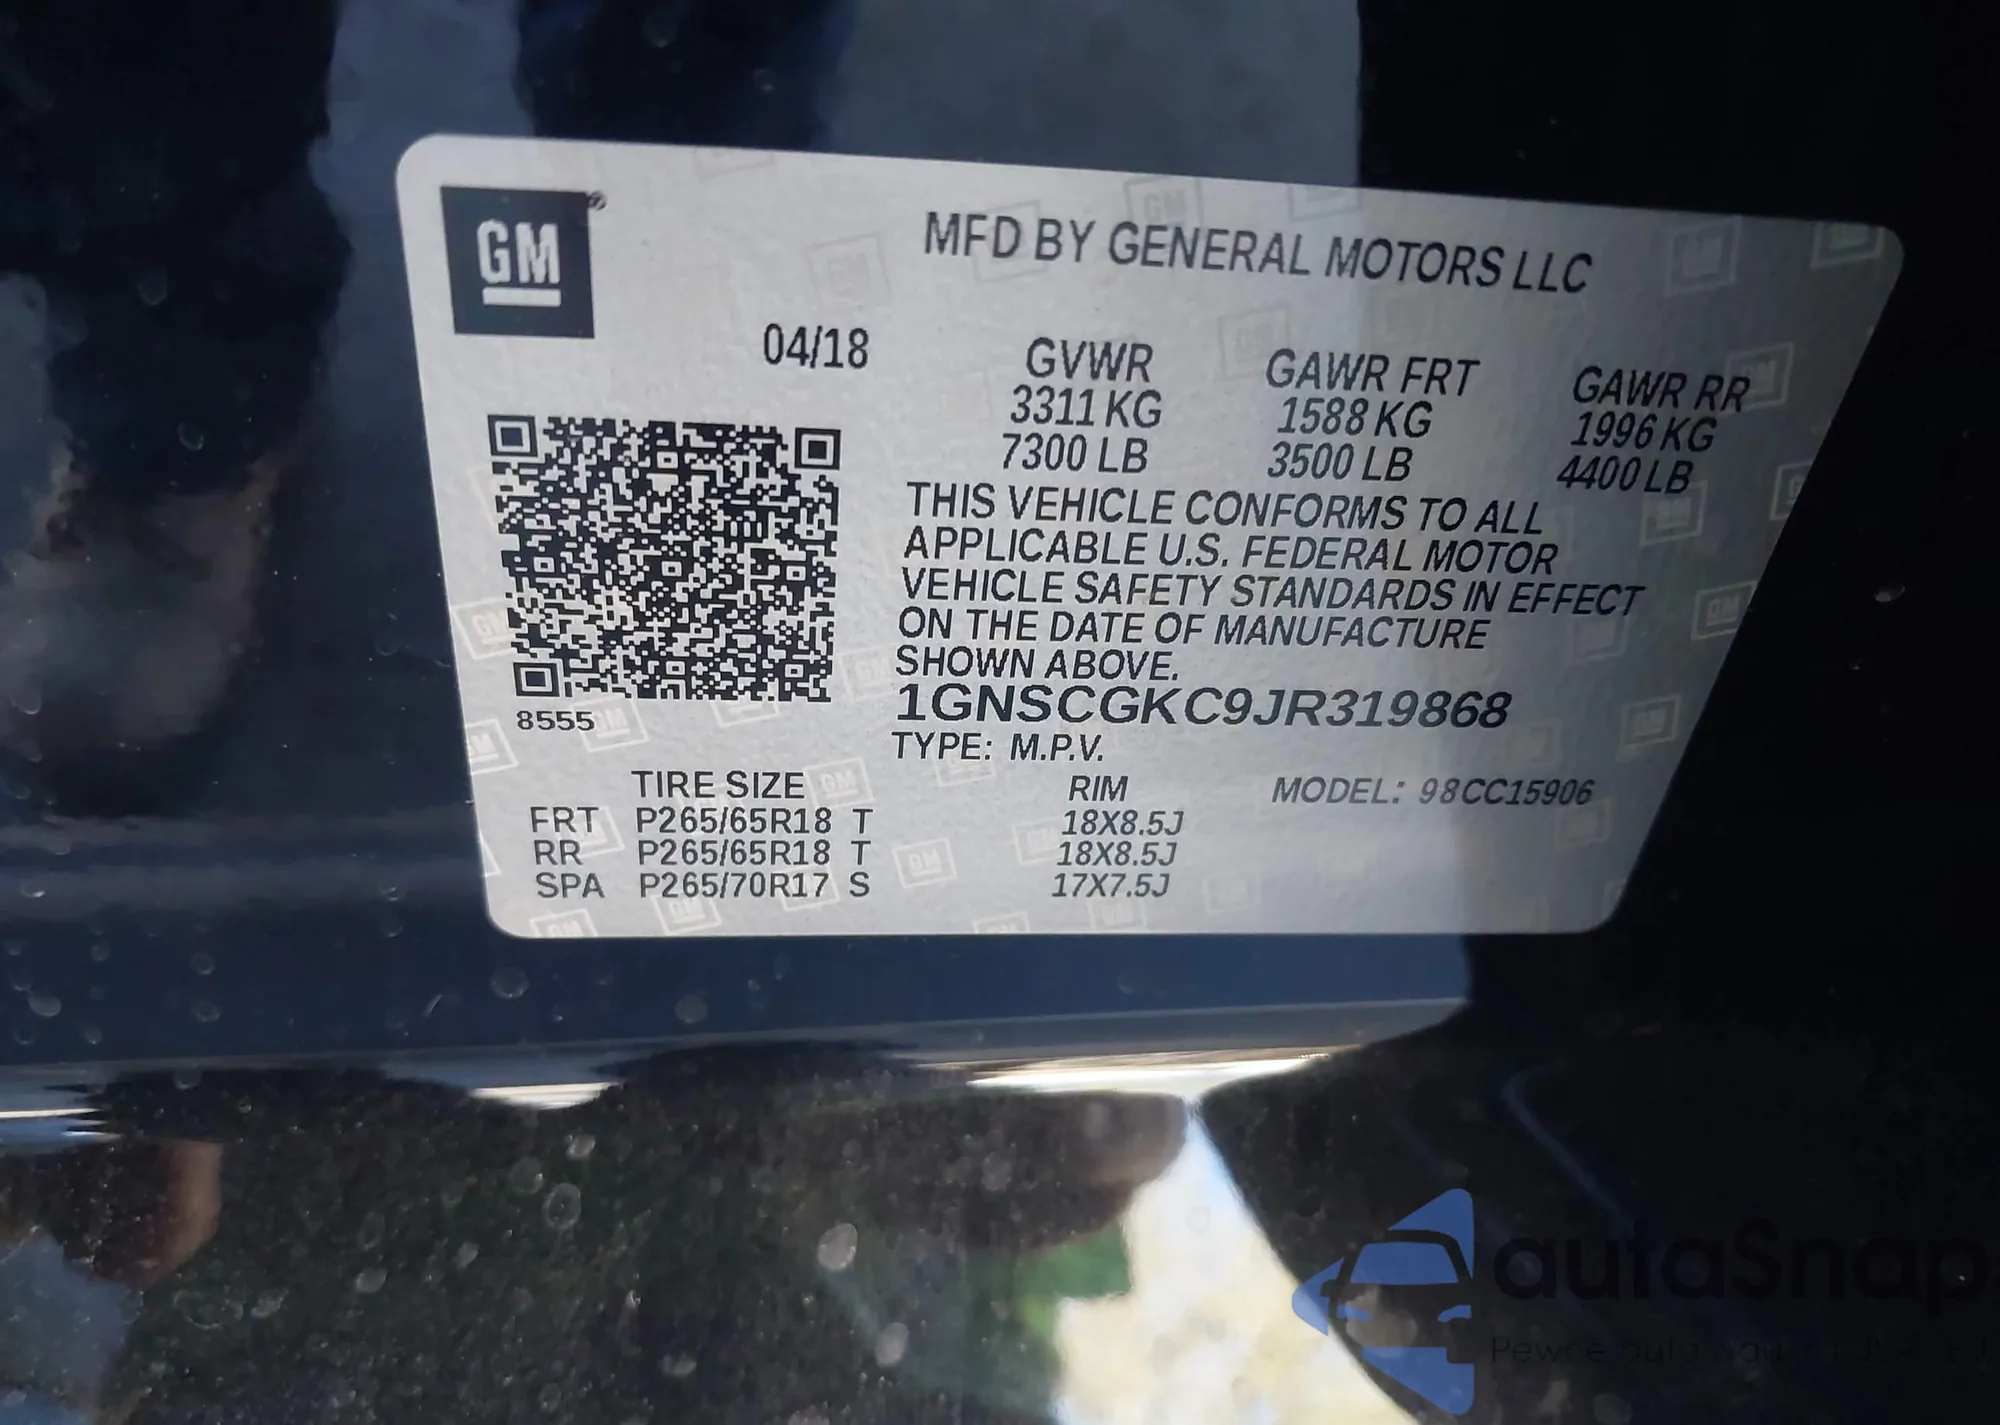 GM
MFD BY GENERAL MOTORS LLC
04/18
GVWR GAWR FRT GAWR RR
3311 KG 1588 KG 1996 KG
7300 LB 3500 LB 4400 LB
THIS VEHICLE CONFORMS TO ALL
APPLICABLE U.S. FEDERAL MOTOR
VEHICLE SAFETY STANDARDS IN EFFECT
ON THE DATE OF MANUFACTURE
SHOWN ABOVE.
8555
1GNSCGKC9JR319868
TYPE: M.P.V.
TIRE SIZE RIM MODEL: 98CC15906
FRT P265/65R18 T 18X8.5J
RR P265/65R18 T 18X8.5J
SPA P265/70R17 S 17X7.5J
autaSnap
Pewne auta